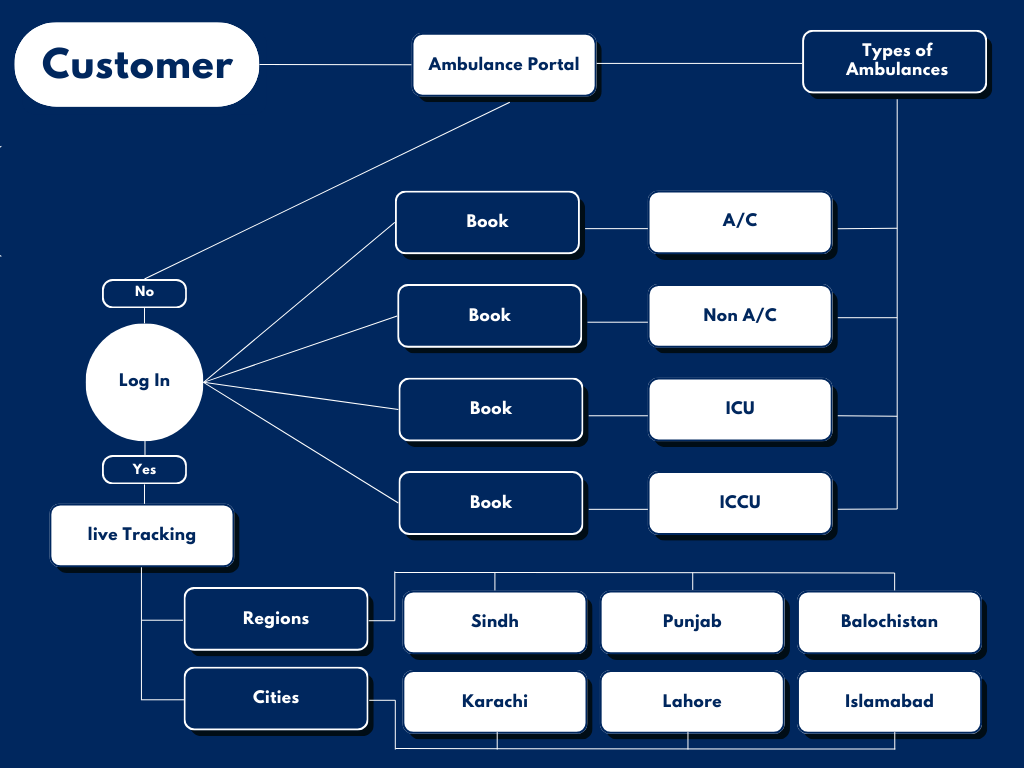 Customer
Ambulance Portal
Types of
Ambulances
Book
A/C
No
Book
Non A/C
Log In
Book
ICU
Yes
Book
ICCU
live Tracking
Regions
Sindh
Punjab
Balochistan
Cities
Karachi
Lahore
Islamabad